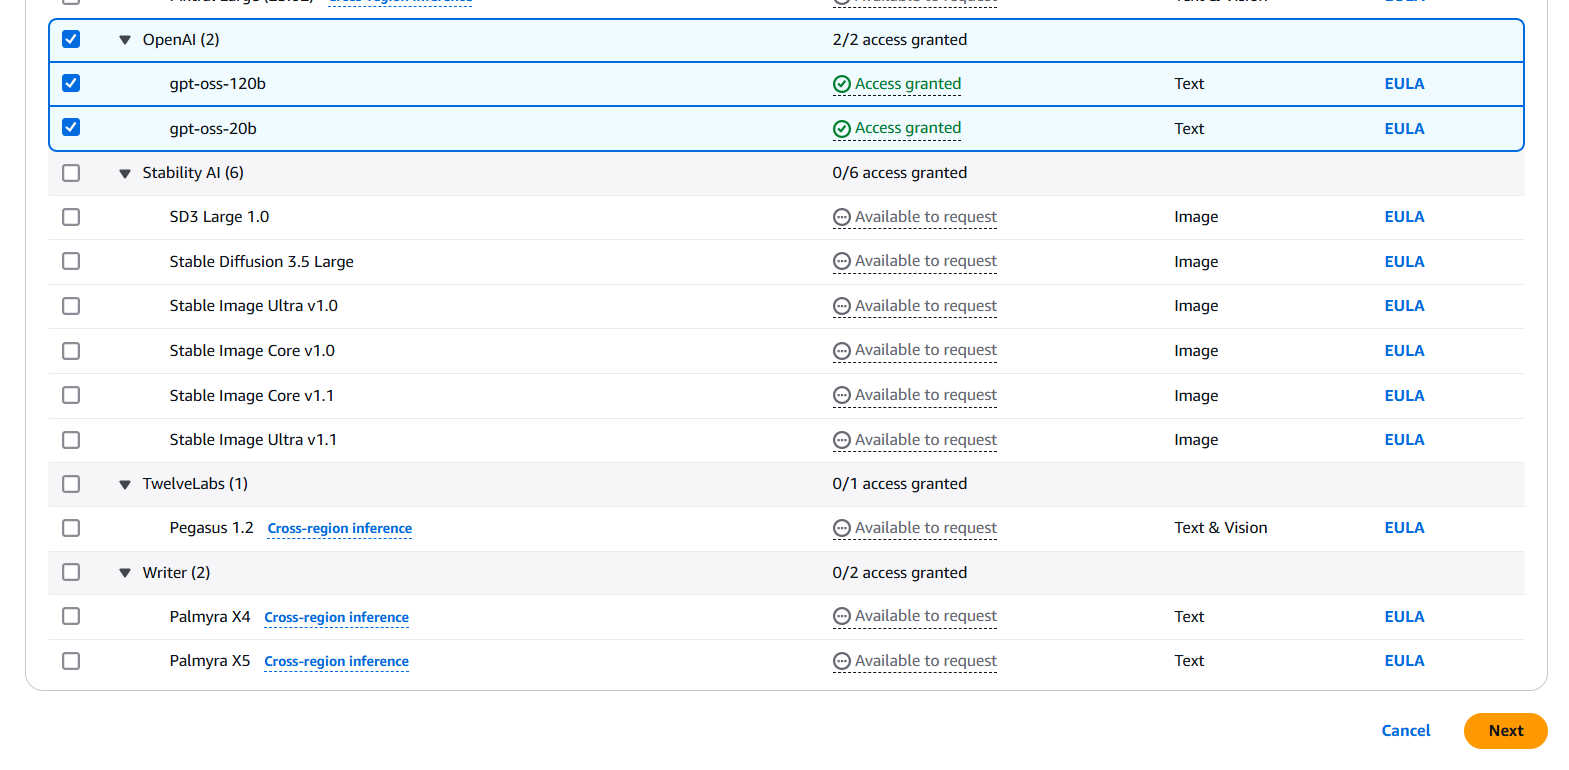 OpenAI (2) 2/2 access granted
gpt-oss-120b Access granted Text EULA
gpt-oss-20b Access granted Text EULA
Stability AI (6) 0/6 access granted
SD3 Large 1.0 Available to request Image EULA
Stable Diffusion 3.5 Large Available to request Image EULA
Stable Image Ultra v1.0 Available to request Image EULA
Stable Image Core v1.0 Available to request Image EULA
Stable Image Core v1.1 Available to request Image EULA
Stable Image Ultra v1.1 Available to request Image EULA
TwelveLabs (1) 0/1 access granted
Pegasus 1.2 Cross-region inference Available to request Text & Vision EULA
Writer (2) 0/2 access granted
Palmyra X4 Cross-region inference Available to request Text EULA
Palmyra X5 Cross-region inference Available to request Text EULA
Cancel Next